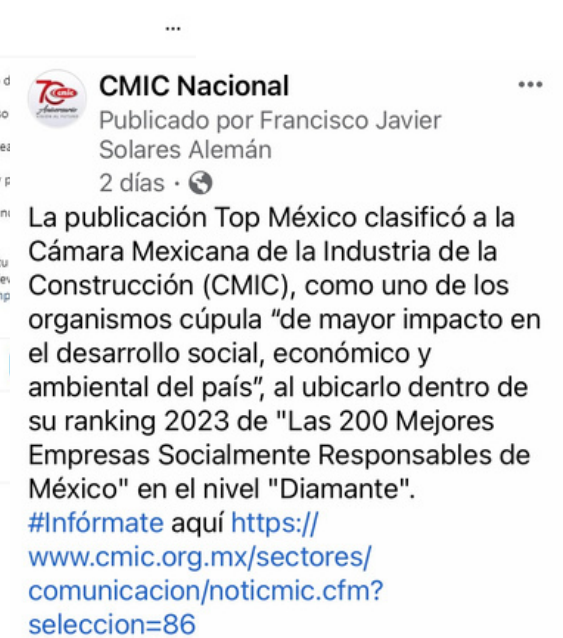 CMIC Nacional
Publicado por Francisco Javier
Solares Alemán
2 días ·
La publicación Top México clasificó a la
Cámara Mexicana de la Industria de la
Construcción (CMIC), como uno de los
organismos cúpula “de mayor impacto en
el desarrollo social, económico y
ambiental del país”, al ubicarlo dentro de
su ranking 2023 de "Las 200 Mejores
Empresas Socialmente Responsables de
México" en el nivel "Diamante".
#Infórmate aquí https://
www.cmic.org.mx/sectores/
comunicacion/noticmic.cfm?
seleccion=86